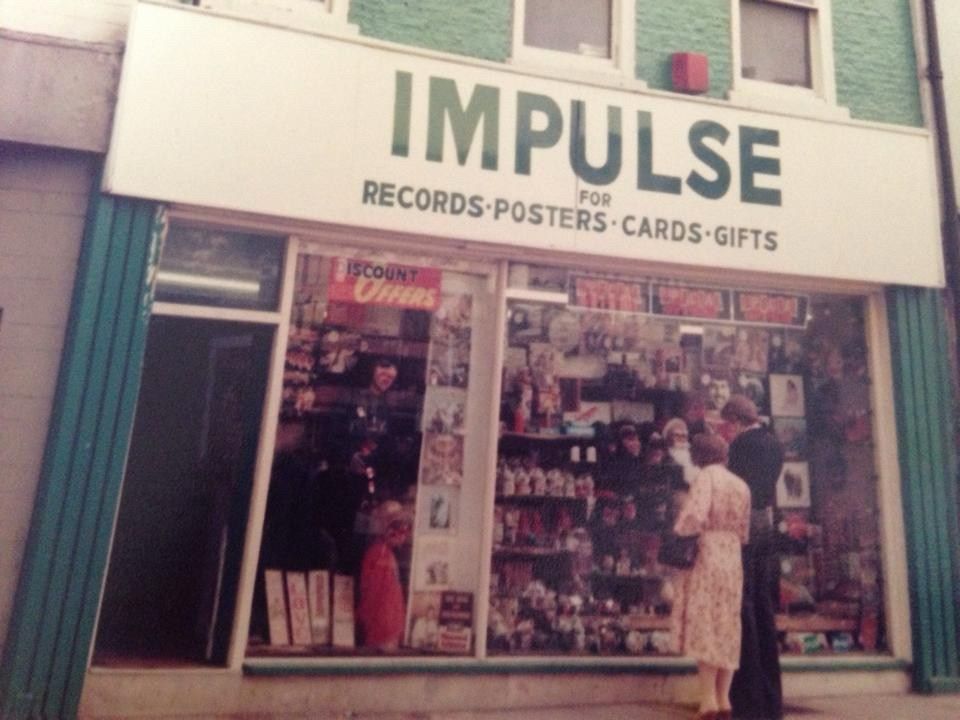 IMPULSE
FOR
RECORDS·POSTERS·CARDS·GIFTS
ISCOUNT
Offers